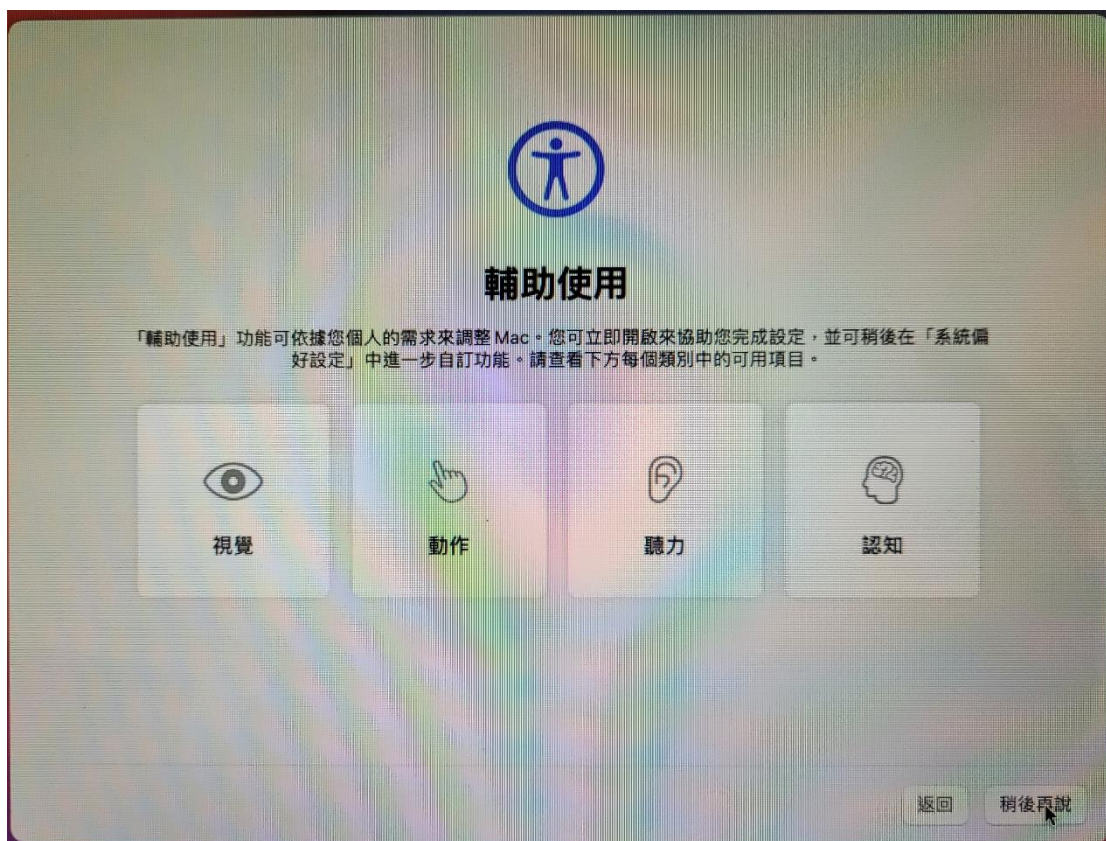 輔助使用
「輔助使用」功能可依據您個人的需求來調整 Mac。您可立即開啟來協助您完成設定，並可稍後在「系統偏
好設定」中進一步自訂功能。請查看下方每個類別中的可用項目。
視覺
動作
聽力
認知
返回
稍後再說